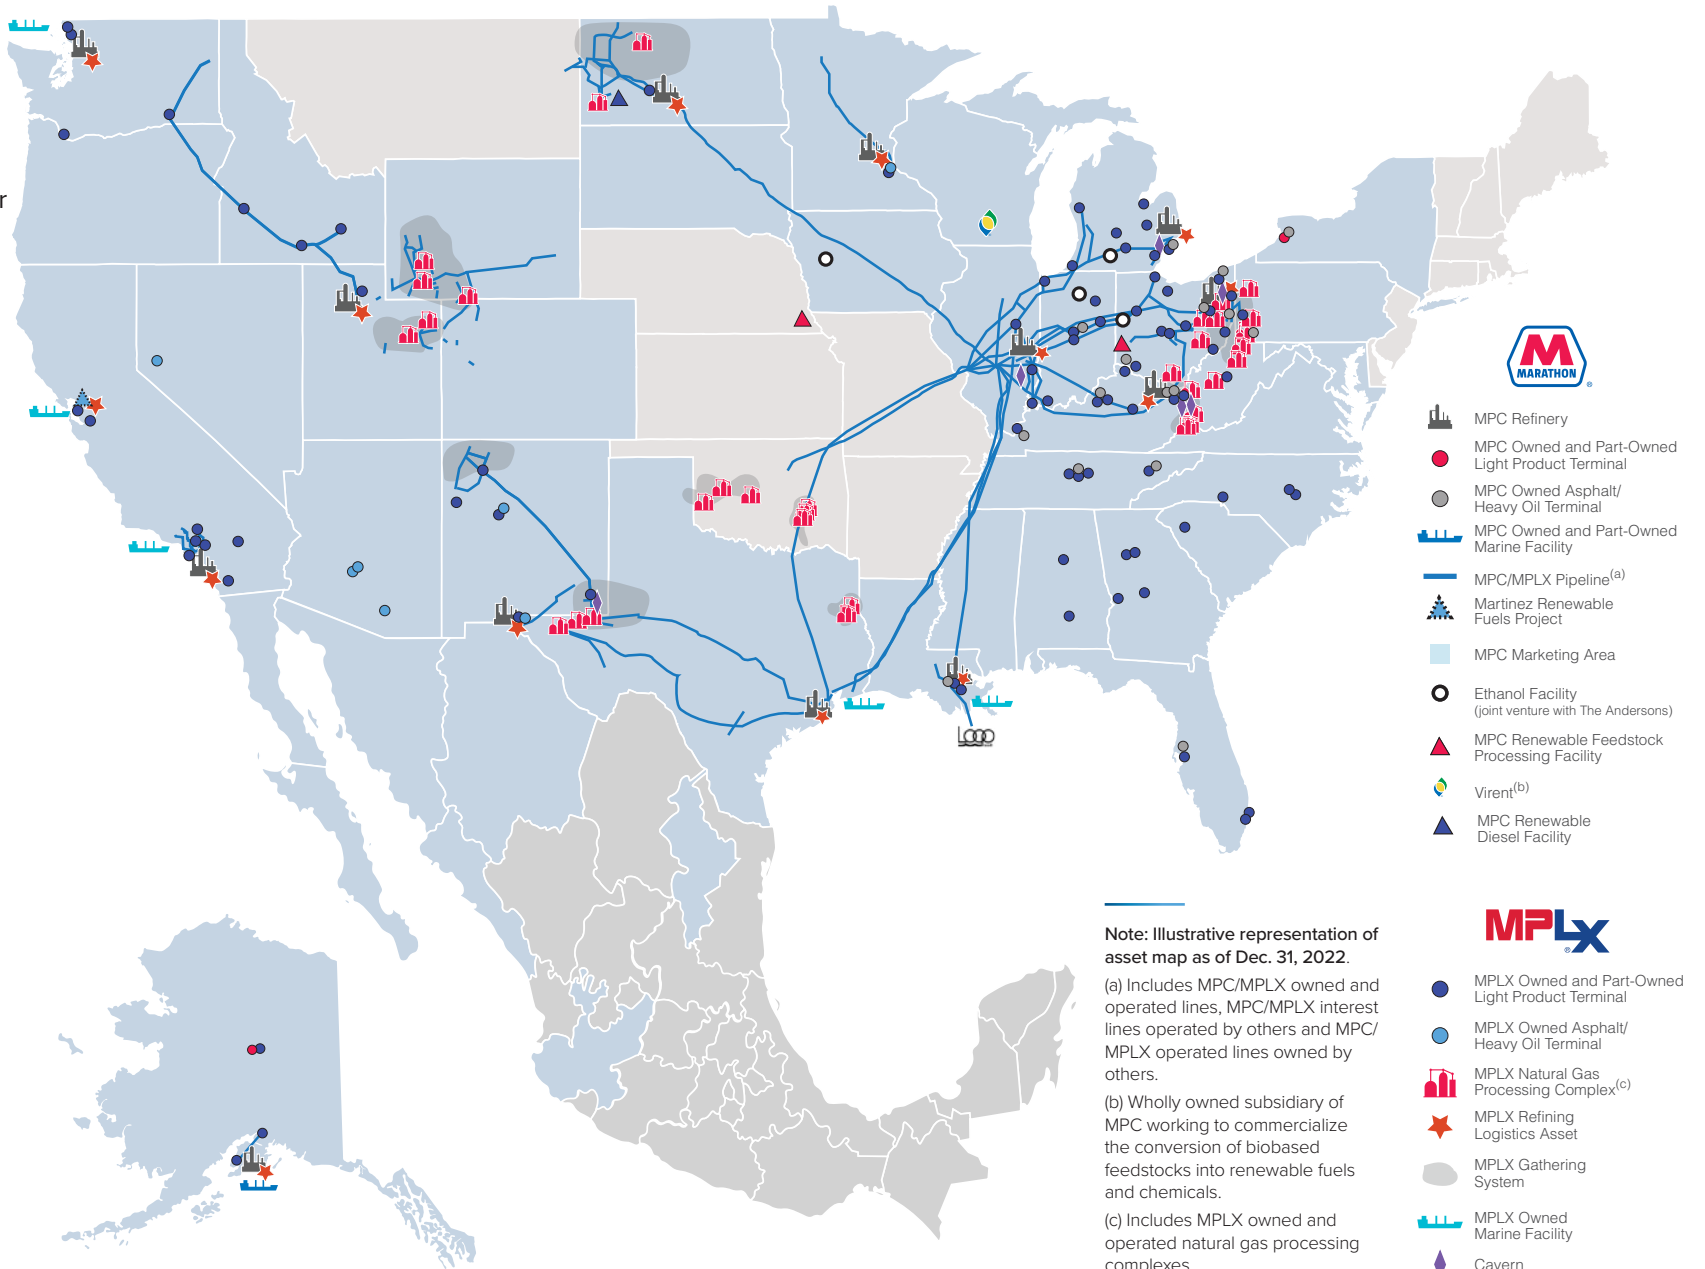 r
LOOP
M
MARATHON
®
MPC Refinery
MPC Owned and Part-Owned
Light Product Terminal
MPC Owned Asphalt/
Heavy Oil Terminal
MPC Owned and Part-Owned
Marine Facility
MPC/MPLX Pipeline(a)
Martinez Renewable
Fuels Project
MPC Marketing Area
Ethanol Facility
(joint venture with The Andersons)
MPC Renewable Feedstock
Processing Facility
Virent(b)
MPC Renewable
Diesel Facility
Note: Illustrative representation of
asset map as of Dec. 31, 2022.
(a) Includes MPC/MPLX owned and
operated lines, MPC/MPLX interest
lines operated by others and MPC/
MPLX operated lines owned by
others.
(b) Wholly owned subsidiary of
MPC working to commercialize
the conversion of biobased
feedstocks into renewable fuels
and chemicals.
(c) Includes MPLX owned and
operated natural gas processing
complexes.
MPLX
®
MPLX Owned and Part-Owned
Light Product Terminal
MPLX Owned Asphalt/
Heavy Oil Terminal
MPLX Natural Gas
Processing Complex(c)
MPLX Refining
Logistics Asset
MPLX Gathering
System
MPLX Owned
Marine Facility
Cavern